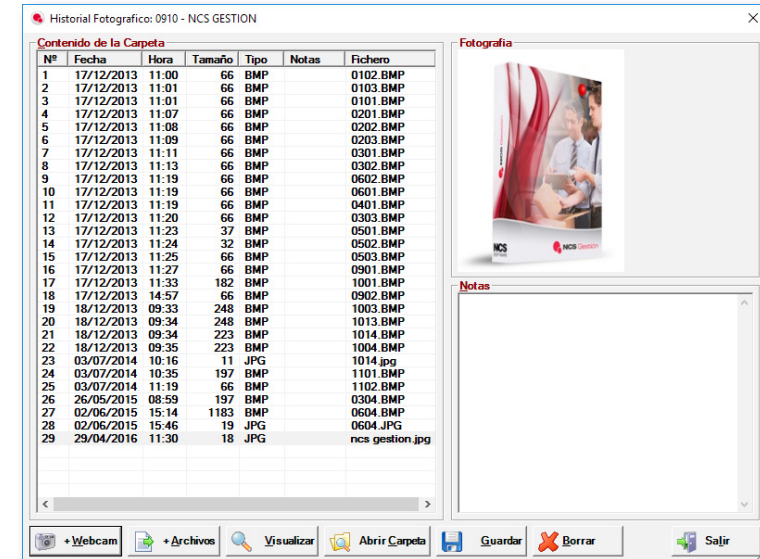 Historial Fotografico: 0910 - NCS GESTION
Contenido de la Carpeta
Nº Fecha Hora Tamaño Tipo Notas Fichero
1 17/12/2013 11:00 66 BMP 0102.BMP
2 17/12/2013 11:01 66 BMP 0103.BMP
3 17/12/2013 11:01 66 BMP 0101.BMP
4 17/12/2013 11:07 66 BMP 0201.BMP
5 17/12/2013 11:08 66 BMP 0202.BMP
6 17/12/2013 11:09 66 BMP 0203.BMP
7 17/12/2013 11:11 66 BMP 0301.BMP
8 17/12/2013 11:13 66 BMP 0302.BMP
9 17/12/2013 11:19 66 BMP 0602.BMP
10 17/12/2013 11:19 66 BMP 0601.BMP
11 17/12/2013 11:19 66 BMP 0401.BMP
12 17/12/2013 11:20 66 BMP 0303.BMP
13 17/12/2013 11:23 37 BMP 0501.BMP
14 17/12/2013 11:24 32 BMP 0502.BMP
15 17/12/2013 11:25 66 BMP 0503.BMP
16 17/12/2013 11:27 66 BMP 0901.BMP
17 17/12/2013 11:33 182 BMP 1001.BMP
18 17/12/2013 14:57 66 BMP 0902.BMP
19 18/12/2013 09:33 248 BMP 1003.BMP
20 18/12/2013 09:34 248 BMP 1013.BMP
21 18/12/2013 09:34 223 BMP 1014.BMP
22 18/12/2013 09:35 223 BMP 1004.BMP
23 03/07/2014 10:16 11 JPG 1014.jpg
24 03/07/2014 10:35 197 BMP 1101.BMP
25 03/07/2014 11:19 66 BMP 1102.BMP
26 26/05/2015 08:59 197 BMP 0304.BMP
27 02/06/2015 15:14 1183 BMP 0604.BMP
28 02/06/2015 15:46 19 JPG 0604.JPG
29 29/04/2016 11:30 18 JPG ncs gestion.jpg
Fotografia
NCS Gestión
NCS
NCS Gestión
Notas
+Webcam
+Archivos
Visualizar
Abrir Carpeta
Guardar
Borrar
Salir